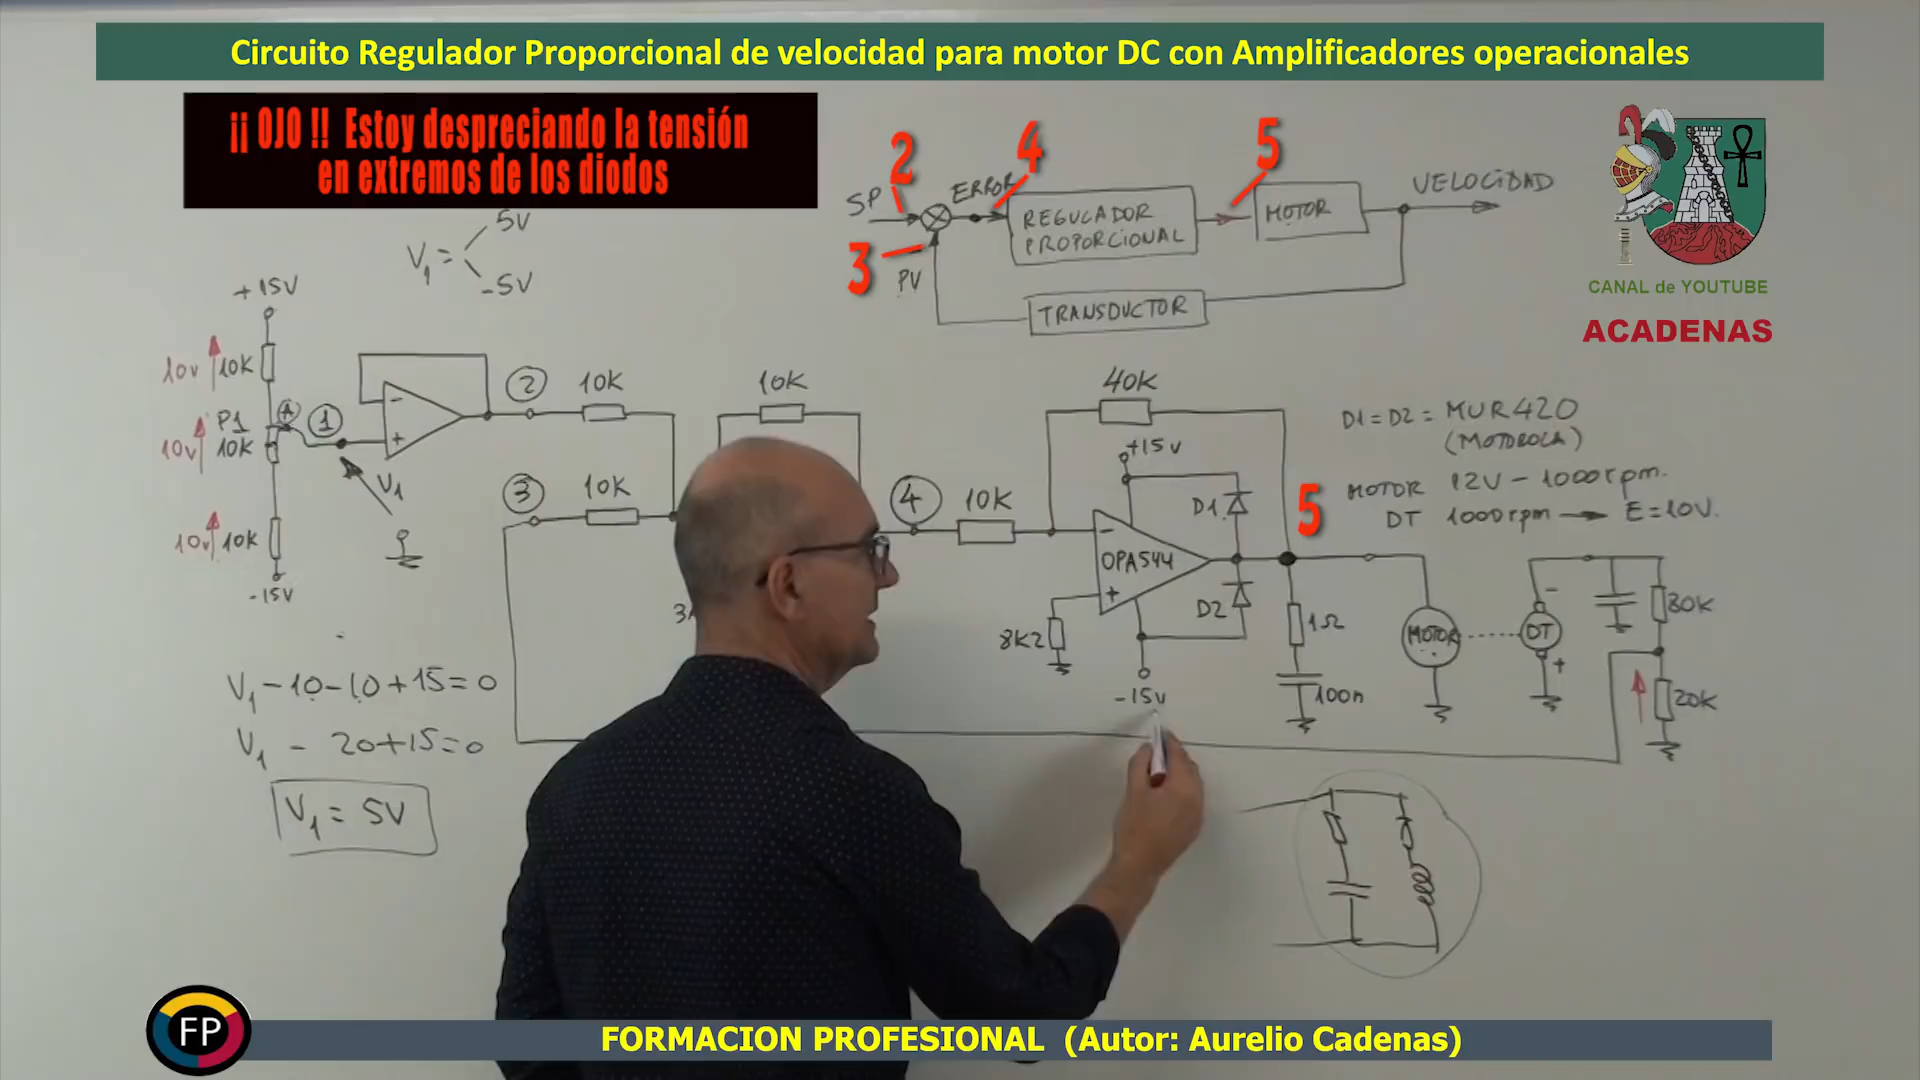 Circuito Regulador Proporcional de velocidad para motor DC con Amplificadores operacionales
¡¡ OJO !! Estoy despreciando la tensión
en extremos de los diodos
2
4
5
3
SP
ERROR
PV
REGULADOR
PROPORCIONAL
MOTOR
VELOCIDAD
TRANSDUCTOR
CANAL de YOUTUBE
ACADENAS
V1 =
5V
-5V
+15V
10V
10K
P1
A
1
10V
10K
V1
10V
10K
-15V
-
+
2
10K
3
10K
10K
4
10K
40K
+15V
D1
-
OPA544
+
D2
8K2
-15V
5
1Ω
100n
D1=D2= MUR420
(MOTOROLA)
MOTOR 12V - 1000rpm.
DT 1000rpm E=10V.
MOTOR
DT
-
+
80K
20K
V1 -10-10+15=0
V1 - 20+15=0
V1 = 5V
FP
FORMACION PROFESIONAL (Autor: Aurelio Cadenas)